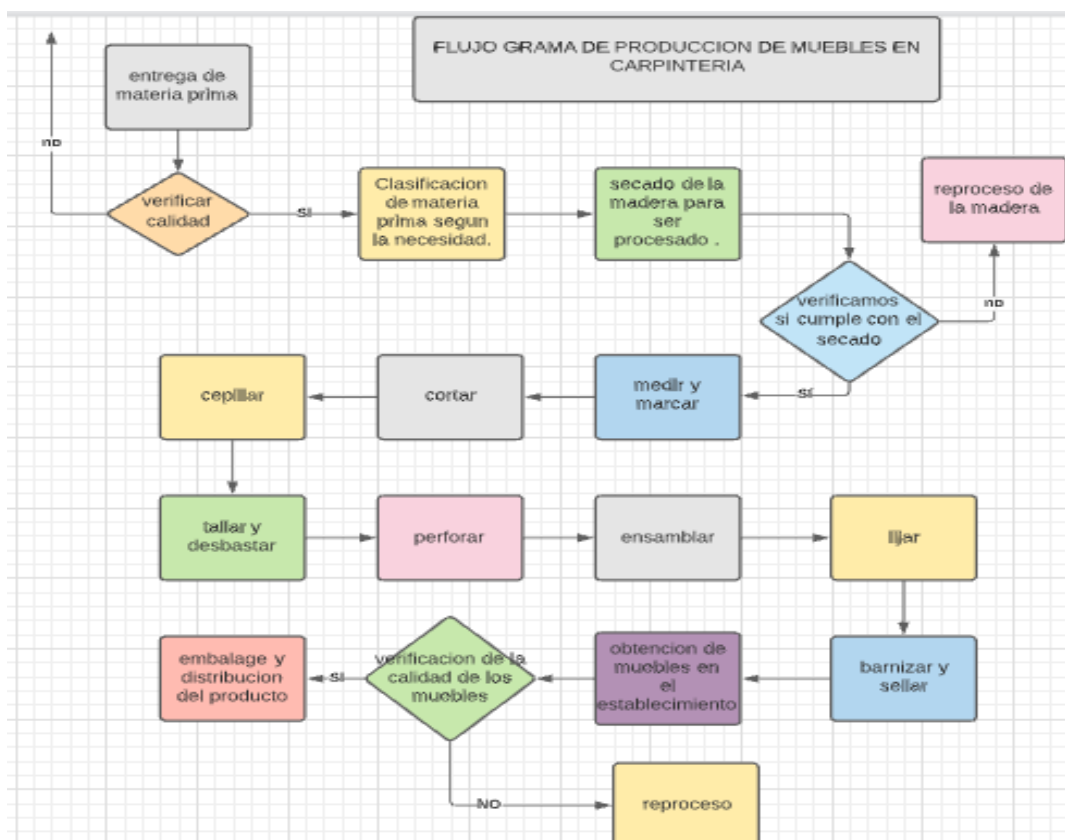 FLUJO GRAMA DE PRODUCCION DE MUEBLES EN
CARPINTERIA
entrega de
materia prima
no
verificar
calidad
SI
Clasificacion
de materia
prima segun
la necesidad.
secado de la
madera para
ser
procesado .
reproceso de
la madera
no
verificamos
si cumple con el
secado
SÍ
medir y
marcar
cortar
cepillar
tallar y
desbastar
perforar
ensamblar
lijar
barnizar y
sellar
obtencion de
muebles en
el
establecimiento
verificacion de la
calidad de los
muebles
SI
embalage y
distribucion
del producto
NO
reproceso